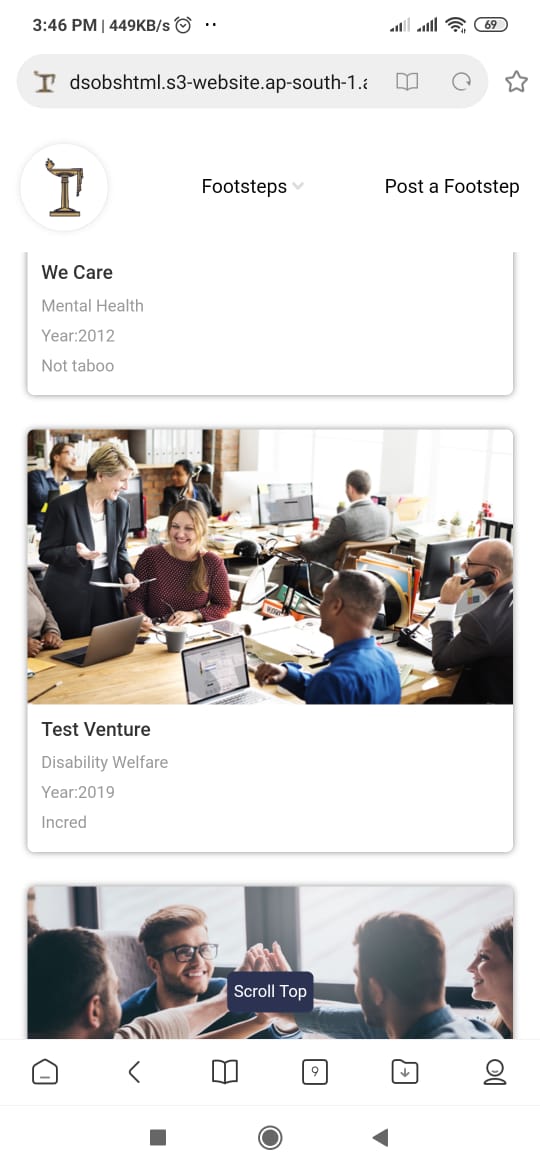 3:46 PM | 449KB/s
69
dsobshtml.s3-website.ap-south-1.a
Footsteps
Post a Footstep
We Care
Mental Health
Year:2012
Not taboo
Test Venture
Disability Welfare
Year:2019
Incred
Scroll Top
9